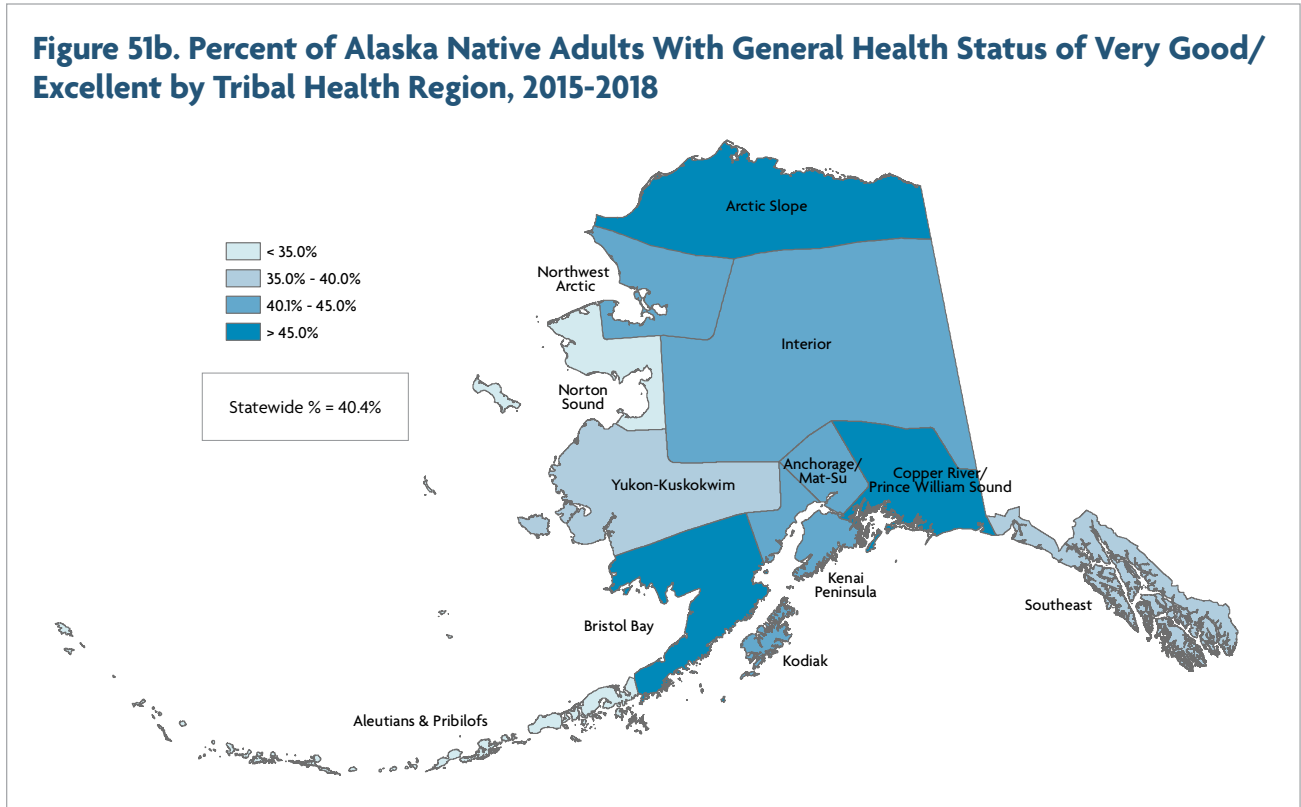 Figure 51b. Percent of Alaska Native Adults With General Health Status of Very Good/
Excellent by Tribal Health Region, 2015-2018
Arctic Slope
< 35.0%
35.0% - 40.0%
40.1% - 45.0%
> 45.0%
Northwest
Arctic
Interior
Statewide % = 40.4%
Norton
Sound
Anchorage/
Mat-Su
Copper River/
Prince William Sound
Yukon-Kuskokwim
Kenai
Peninsula
Southeast
Bristol Bay
Kodiak
Aleutians & Pribilofs